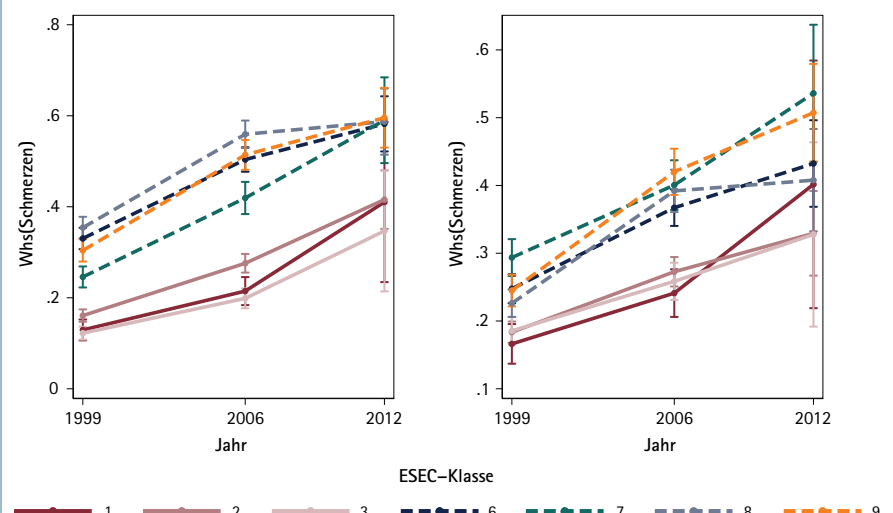 .8
.6
.4
.2
0
Whs(Schmerzen)
1999 2006 2012
Jahr
.6
.5
.4
.3
.2
.1
Whs(Schmerzen)
1999 2006 2012
Jahr
ESEC–Klasse
1 2 3 6 7 8 9